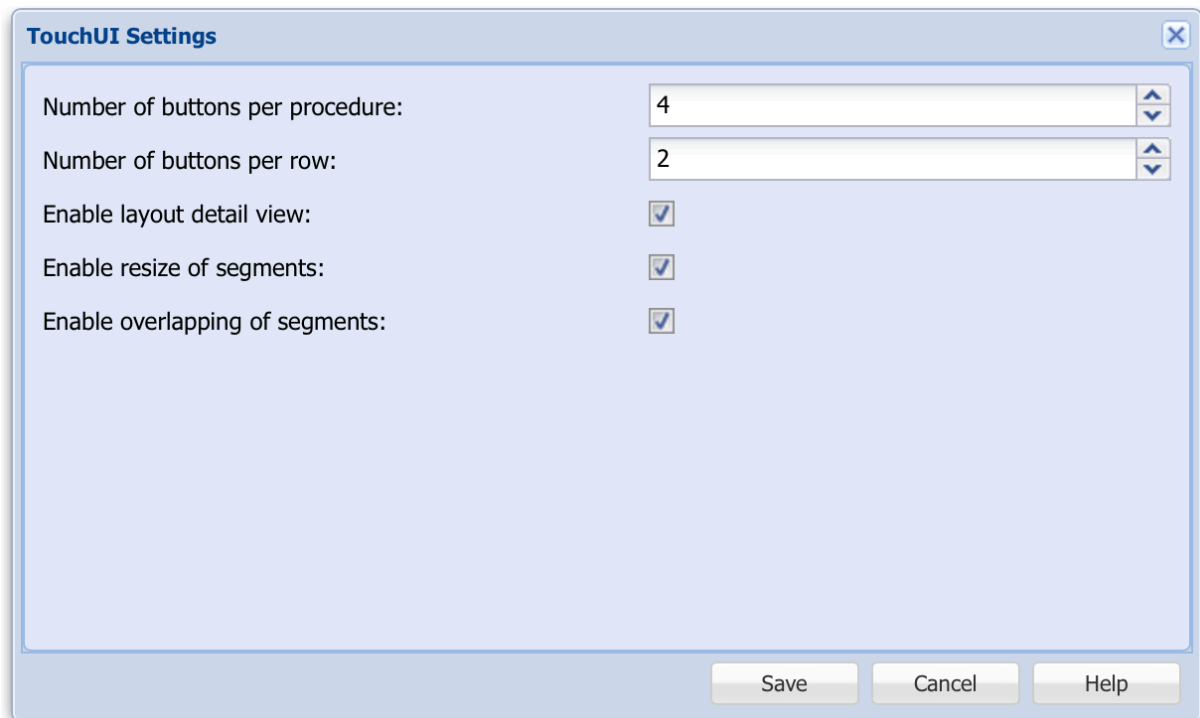 TouchUI Settings
Number of buttons per procedure: 4
Number of buttons per row: 2
Enable layout detail view:
Enable resize of segments:
Enable overlapping of segments:
Save Cancel Help